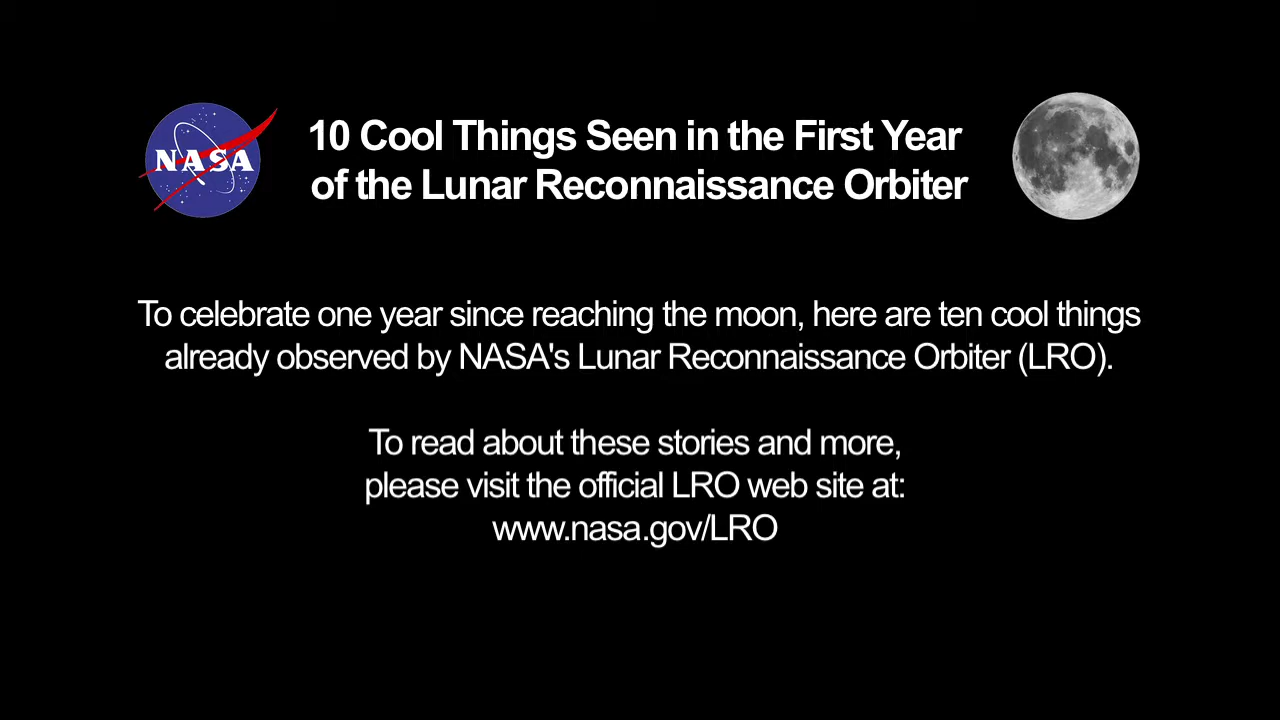 NASA
10 Cool Things Seen in the First Year
of the Lunar Reconnaissance Orbiter
To celebrate one year since reaching the moon, here are ten cool things
already observed by NASA's Lunar Reconnaissance Orbiter (LRO).
To read about these stories and more,
please visit the official LRO web site at:
www.nasa.gov/LRO